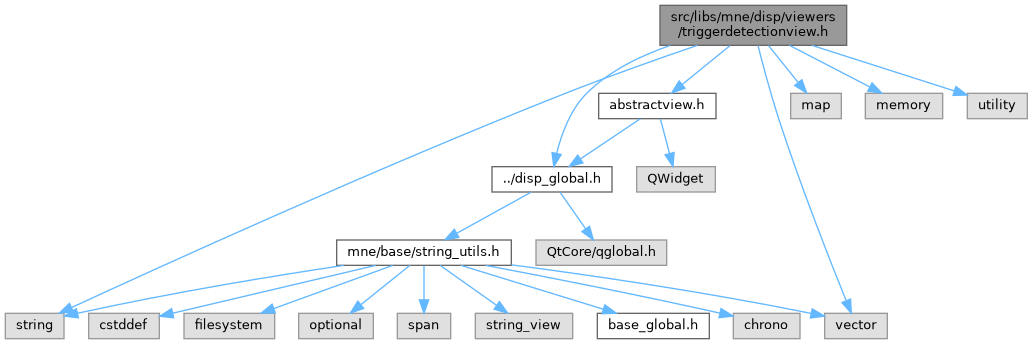 src/libs/mne/disp/viewers
/triggerdetectionview.h
abstractview.h
map
memory
utility
../disp_global.h
QWidget
mne/base/string_utils.h
QtCore/qglobal.h
string
cstddef
filesystem
optional
span
string_view
base_global.h
chrono
vector